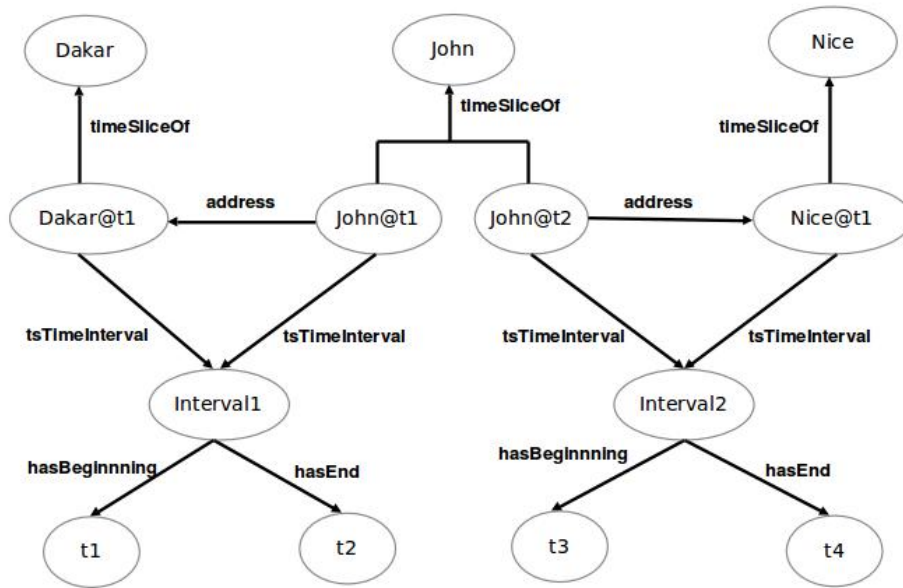 Dakar
John
Nice
timeSliceOf
timeSliceOf
timeSliceOf
Dakar@t1
address
John@t1
John@t2
address
Nice@t1
tsTimeInterval
tsTimeInterval
tsTimeInterval
tsTimeInterval
Interval1
Interval2
hasBeginnning
hasEnd
hasBeginnning
hasEnd
t1
t2
t3
t4